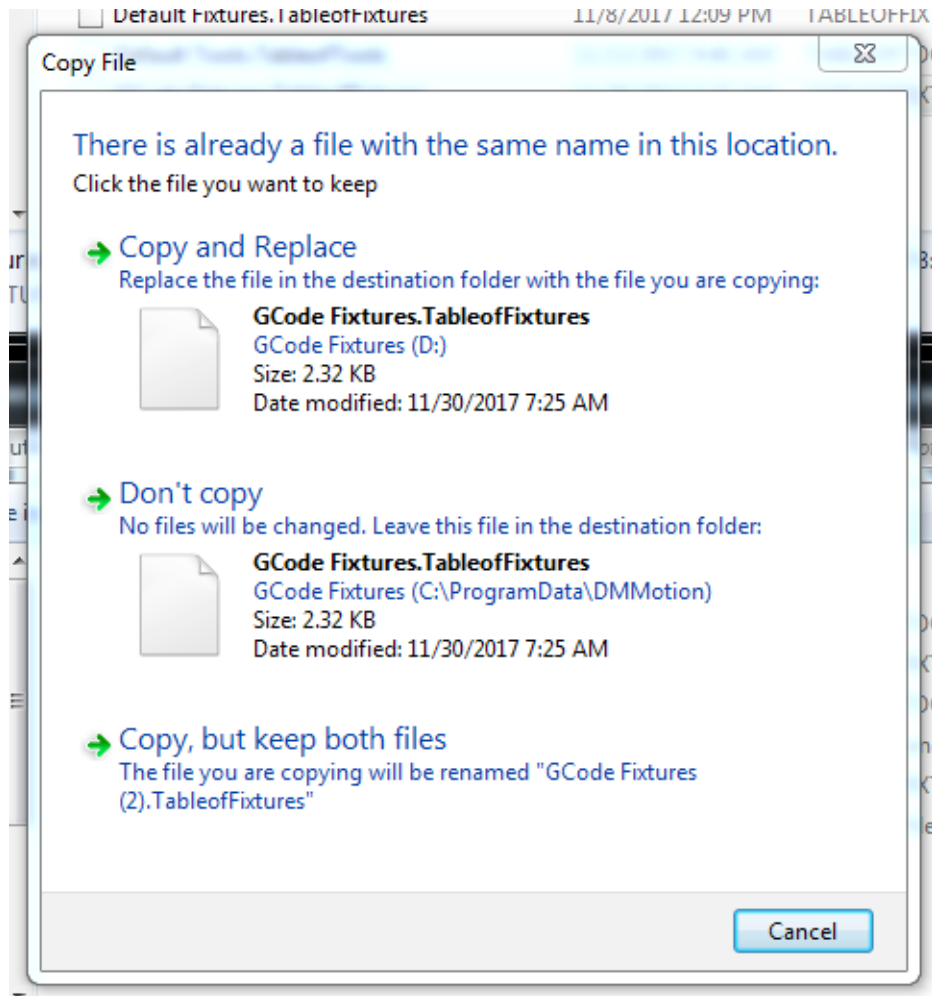 Default Fixtures.TableofFixtures 11/8/2017 12:09 PM TABLEOFFIX
Copy File
There is already a file with the same name in this location.
Click the file you want to keep
Copy and Replace
Replace the file in the destination folder with the file you are copying:
GCode Fixtures.TableofFixtures
GCode Fixtures (D:)
Size: 2.32 KB
Date modified: 11/30/2017 7:25 AM
Don't copy
No files will be changed. Leave this file in the destination folder:
GCode Fixtures.TableofFixtures
GCode Fixtures (C:\ProgramData\DMMotion)
Size: 2.32 KB
Date modified: 11/30/2017 7:25 AM
Copy, but keep both files
The file you are copying will be renamed "GCode Fixtures
(2).TableofFixtures"
Cancel